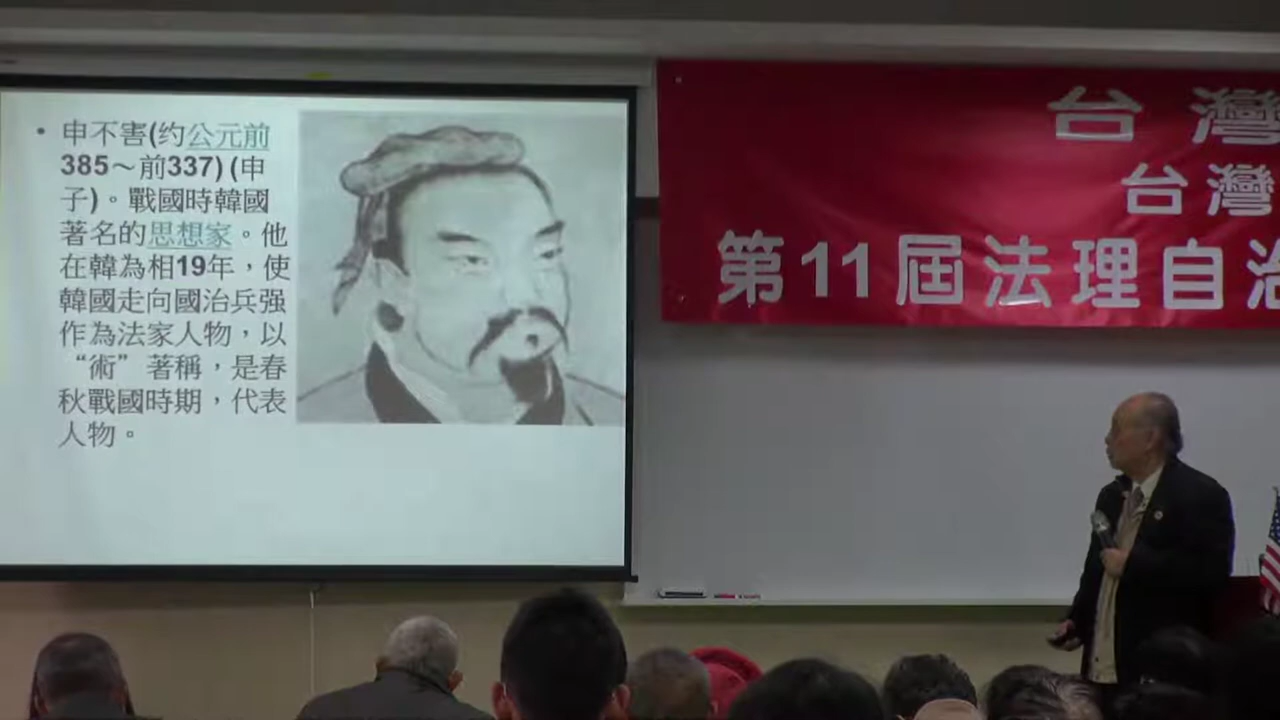 • 申不害(约公元前
385～前337) (申
子)。戰國時韓國
著名的思想家。他
在韓為相19年，使
韓國走向國治兵强
作為法家人物，以
“術”著稱，是春
秋戰國時期，代表
人物。
台灣
台灣
第11屆法理自治